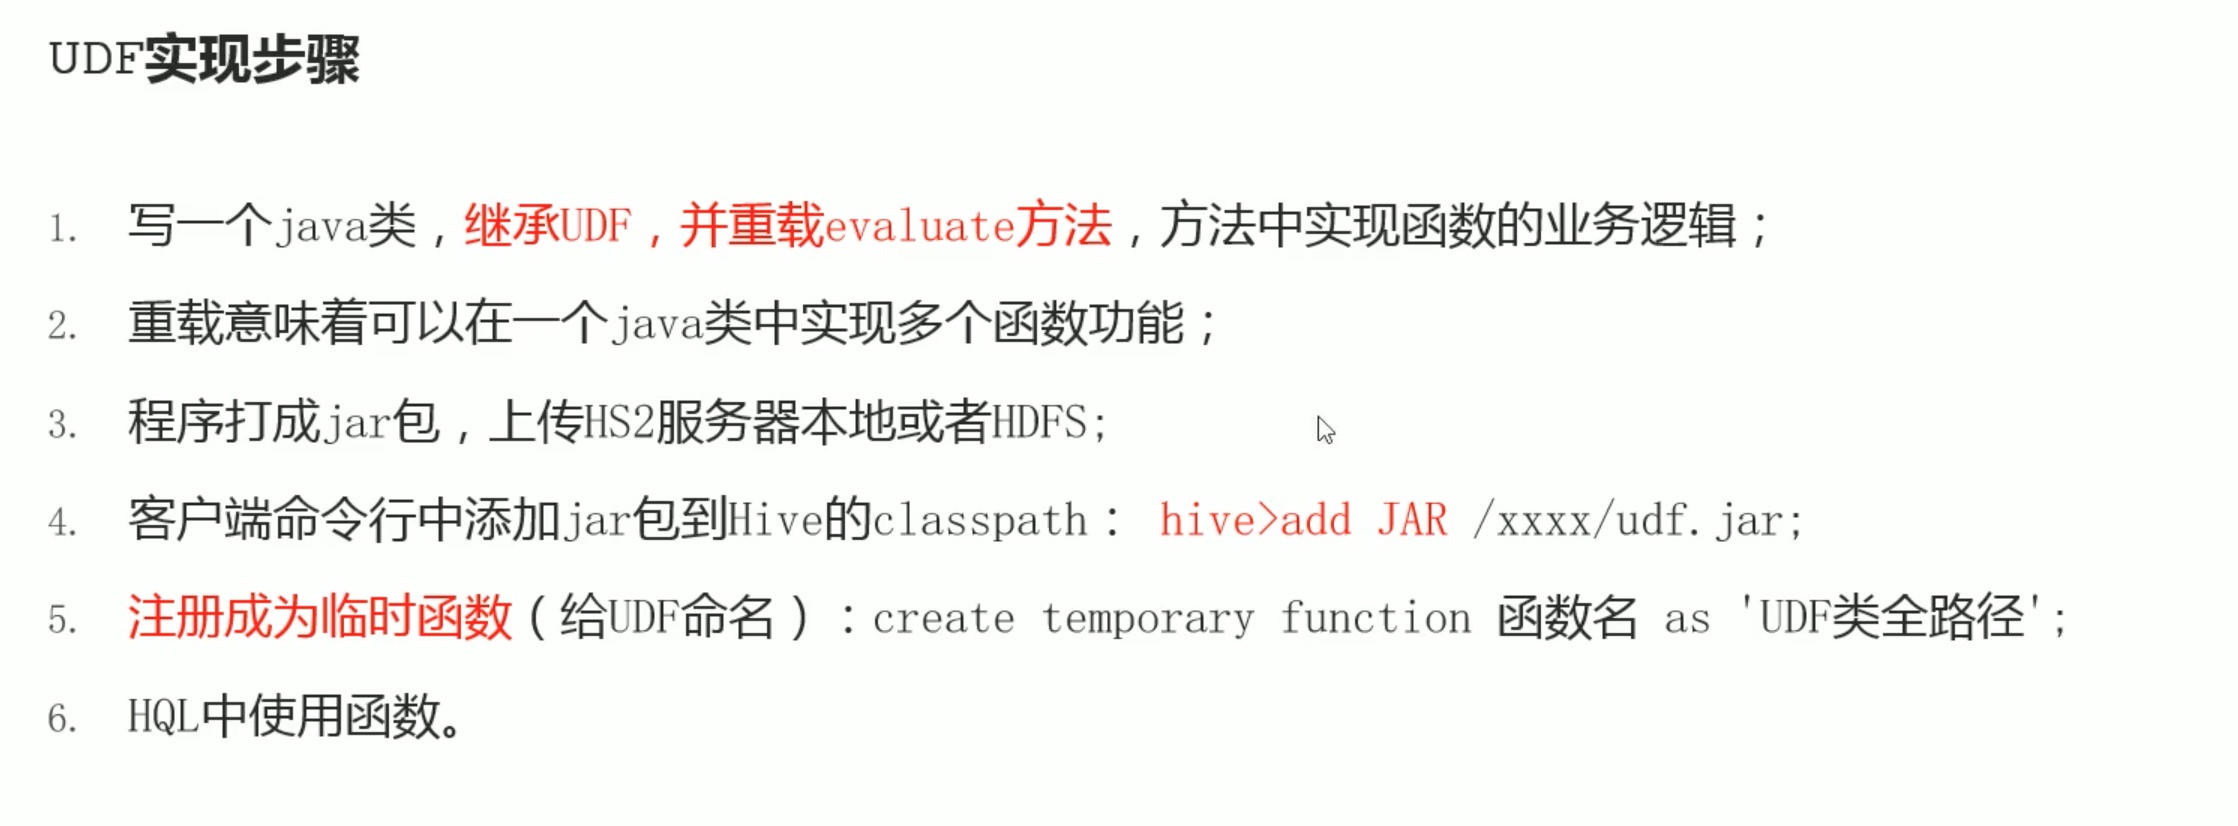 UDF实现步骤
1. 写一个java类，继承UDF，并重载evaluate方法，方法中实现函数的业务逻辑；
2. 重载意味着可以在一个java类中实现多个函数功能；
3. 程序打成jar包，上传HS2服务器本地或者HDFS;
4. 客户端命令行中添加jar包到Hive的classpath： hive>add JAR /xxxx/udf.jar;
5. 注册成为临时函数（给UDF命名）：create temporary function 函数名 as 'UDF类全路径';
6. HQL中使用函数。